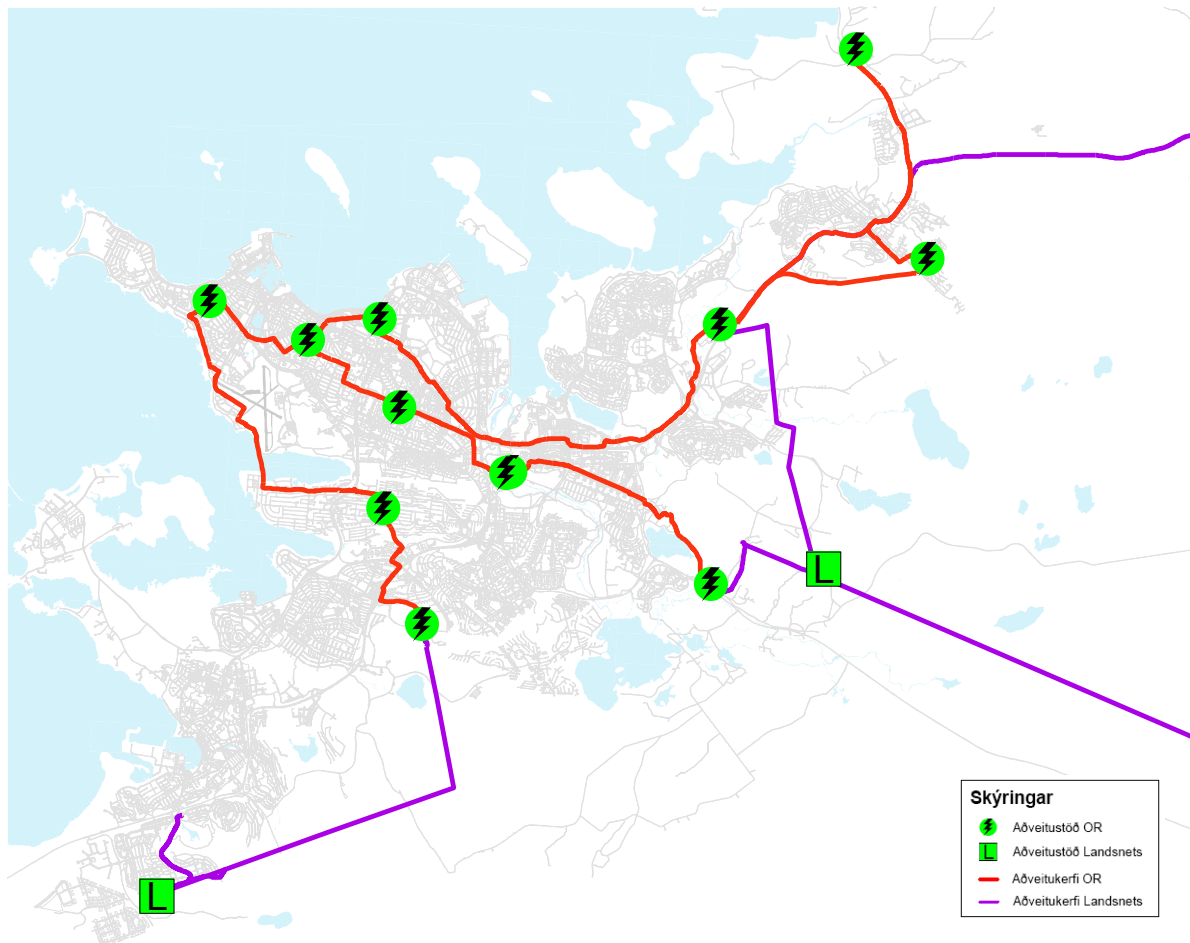 L
L
Skýringar
Aðveitustöð OR
L Aðveitustöð Landsnets
Aðveitukerfi OR
Aðveitukerfi Landsnets